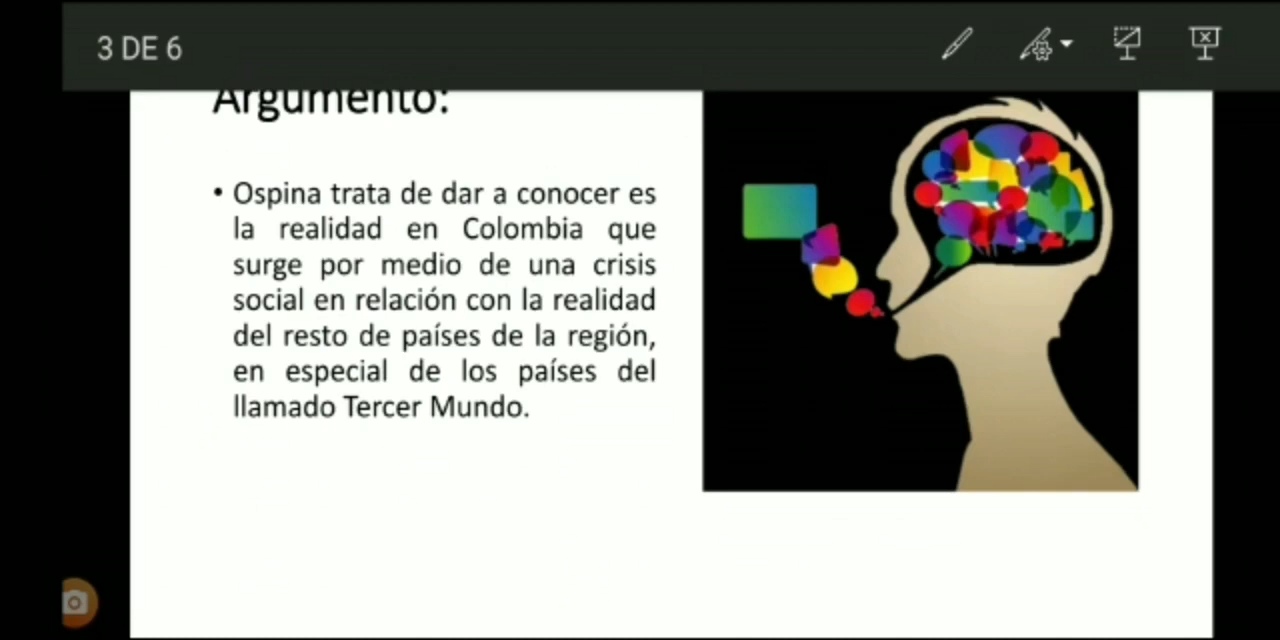 3 DE 6
Argumento:
• Ospina trata de dar a conocer es
la realidad en Colombia que
surge por medio de una crisis
social en relación con la realidad
del resto de países de la región,
en especial de los países del
llamado Tercer Mundo.